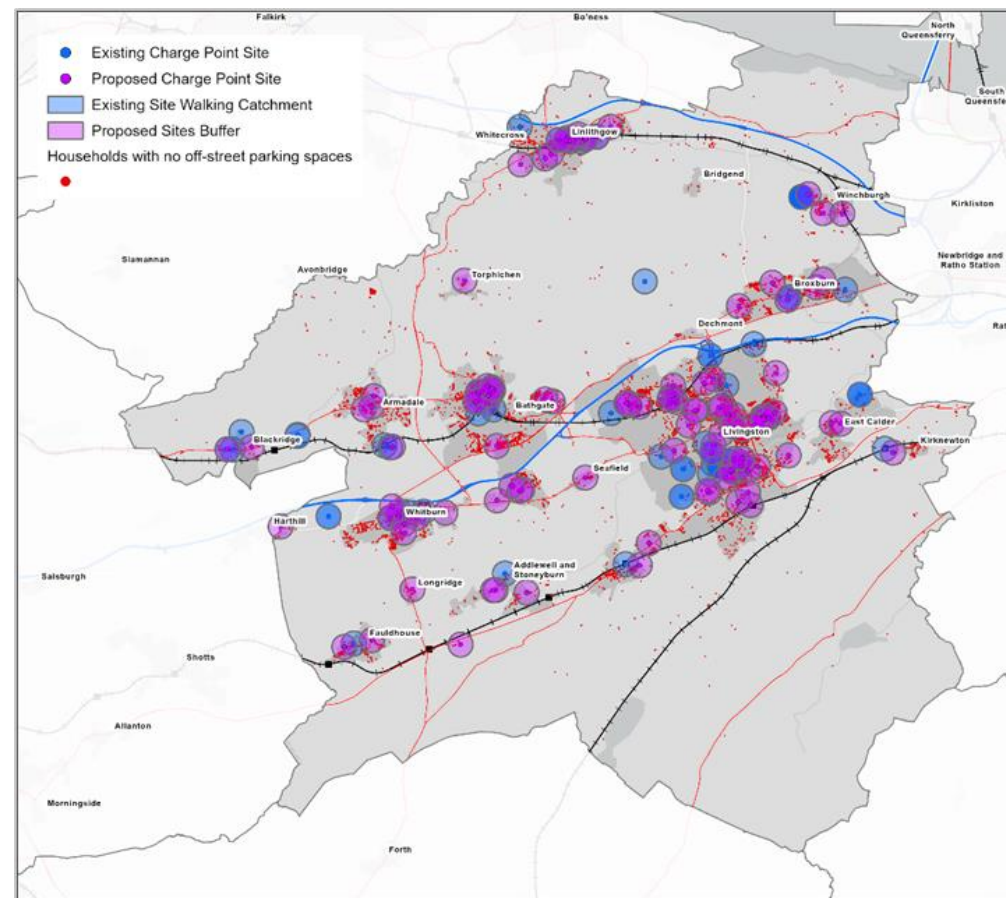 Falkirk
Bo'ness
North
Queensferry
Existing Charge Point Site
Proposed Charge Point Site
South
Queensfe
Existing Site Walking Catchment
Whitecross
Linlithgow
Proposed Sites Buffer
Households with no off-street parking spaces
Bridgend
Winchburgh
Kirkliston
Slamannan
Avonbridge
Torphichen
Newbridge and
Ratho Station
Broxburn
Dechmont
Rat
Armadale
Bathgate
Livingston
East Calder
Blackridge
Kirknewton
Seafield
Harthill
Whitburn
Salsburgh
Longridge
Addiewell and
Stoneyburn
Fauldhouse
Shotts
Allanton
Morningside
Forth